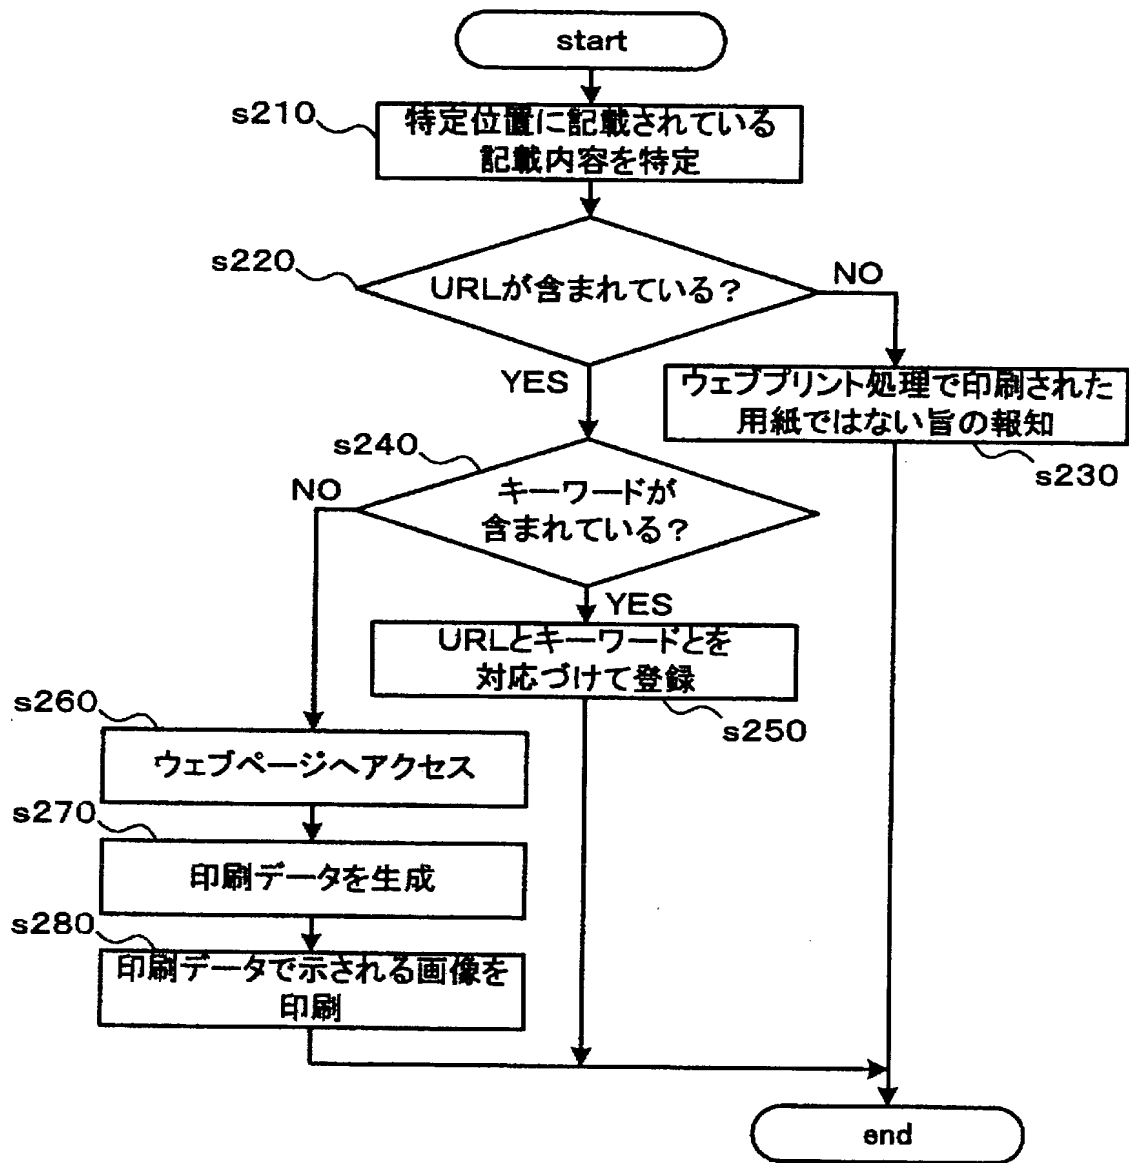 start
s210
特定位置に記載されている
記載内容を特定
s220
URLが含まれている?
NO
YES
ウェブプリント処理で印刷された
用紙ではない旨の報知
s230
s240
NO
キーワードが
含まれている?
YES
URLとキーワードとを
対応づけて登録
s250
s260
ウェブページへアクセス
s270
印刷データを生成
s280
印刷データで示される画像を
印刷
end